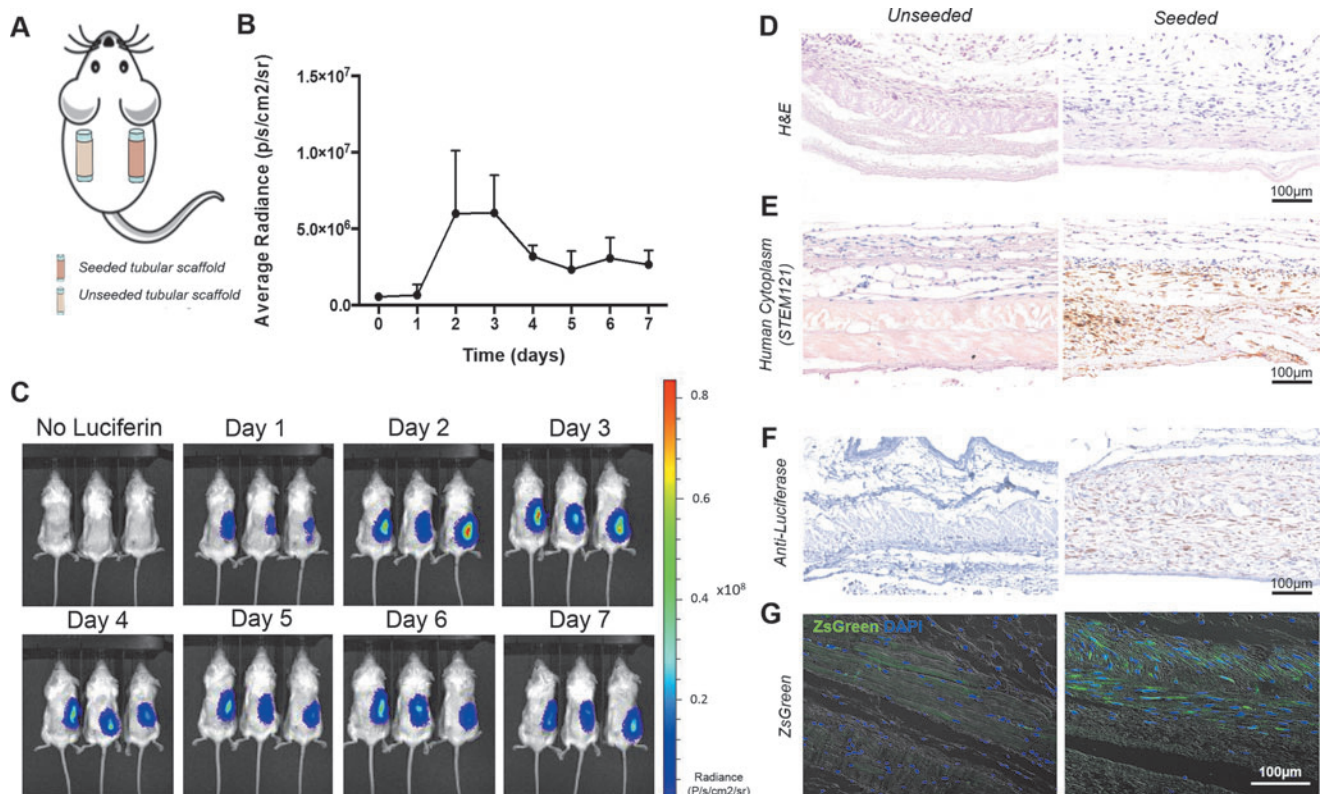 A
Seeded tubular scaffold
Unseeded tubular scaffold
B
Average Radiance (p/s/cm2/sr)
1.5×10⁷
1.0×10⁷
5.0×10⁶
0.0
0 1 2 3 4 5 6 7
Time (days)
C
No Luciferin
Day 1
Day 2
Day 3
Day 4
Day 5
Day 6
Day 7
0.8
0.6
0.4
x10⁸
0.2
Radiance
(P/s/cm2/sr)
Unseeded
Seeded
D
H&E
100µm
E
Human Cytoplasm
(STEM121)
100µm
F
Anti-Luciferase
100µm
G
ZsGreen
ZsGreen DAPi
100µm